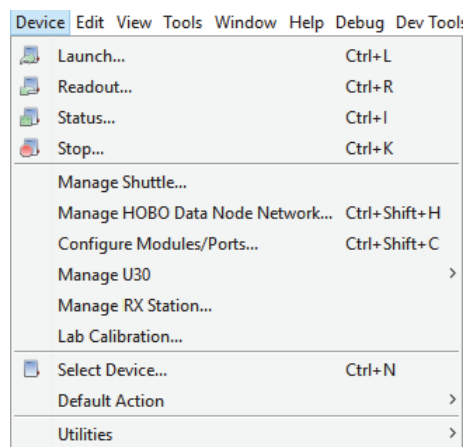 Device Edit View Tools Window Help Debug Dev Tools
Launch... Ctrl+L
Readout... Ctrl+R
Status... Ctrl+I
Stop... Ctrl+K
Manage Shuttle...
Manage HOBO Data Node Network... Ctrl+Shift+H
Configure Modules/Ports... Ctrl+Shift+C
Manage U30
Manage RX Station...
Lab Calibration...
Select Device... Ctrl+N
Default Action
Utilities